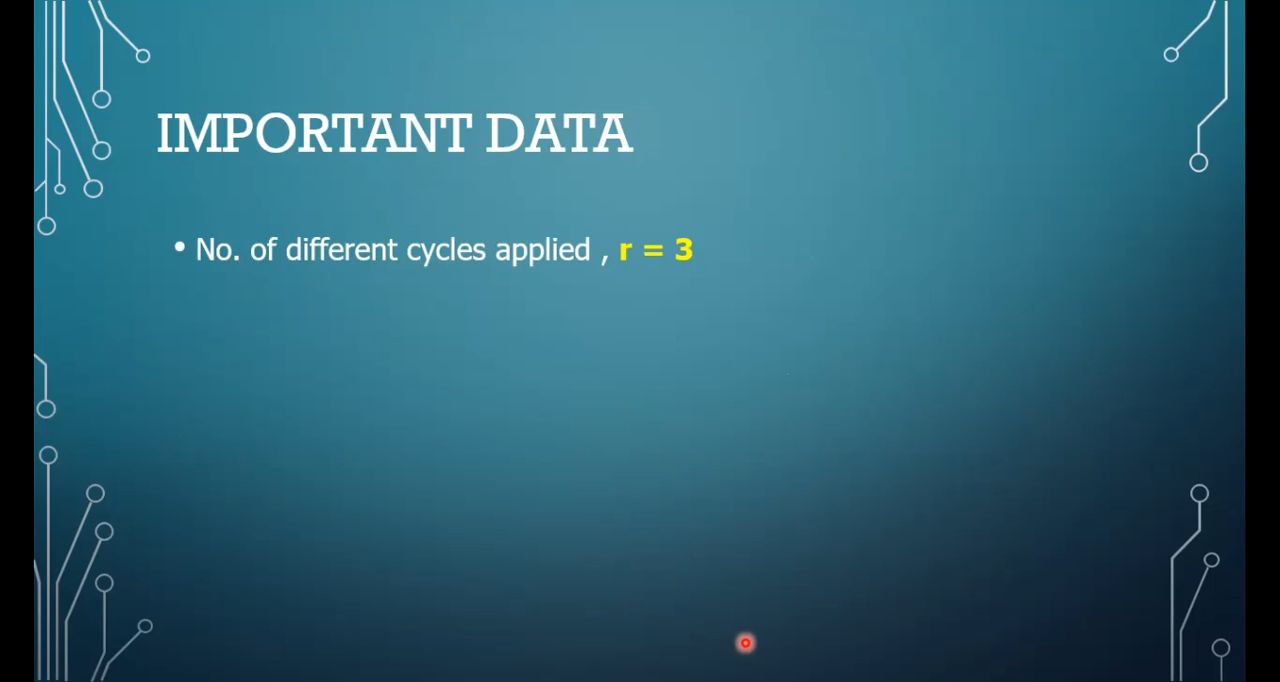 IMPORTANT DATA
• No. of different cycles applied , r = 3